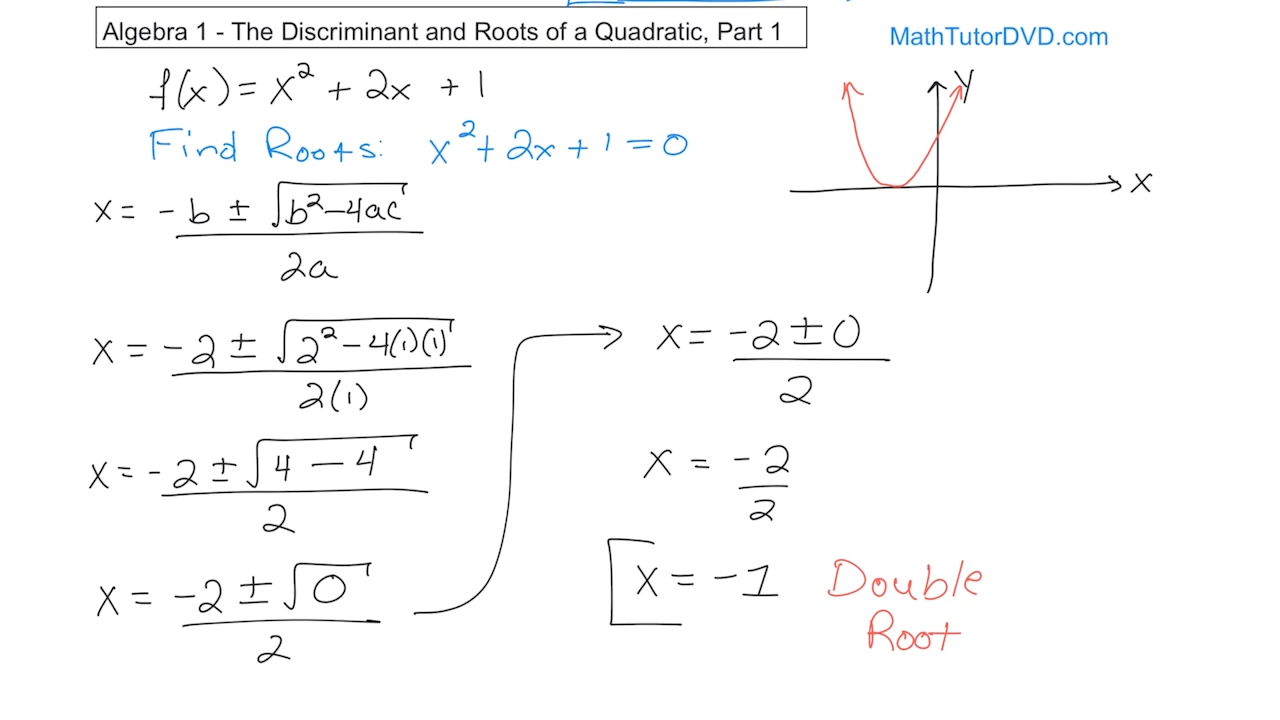 Algebra 1 - The Discriminant and Roots of a Quadratic, Part 1
MathTutorDVD.com
f(x) = x² + 2x + 1
Find Roots: x² + 2x + 1 = 0
x = -b ± √(b² - 4ac)
2a
x = -2 ± √(2² - 4(1)(1))
2(1)
x = -2 ± √(4 - 4)
2
x = -2 ± √0
2
y
x
x = -2 ± 0
2
x = -2
2
x = -1 Double
Root